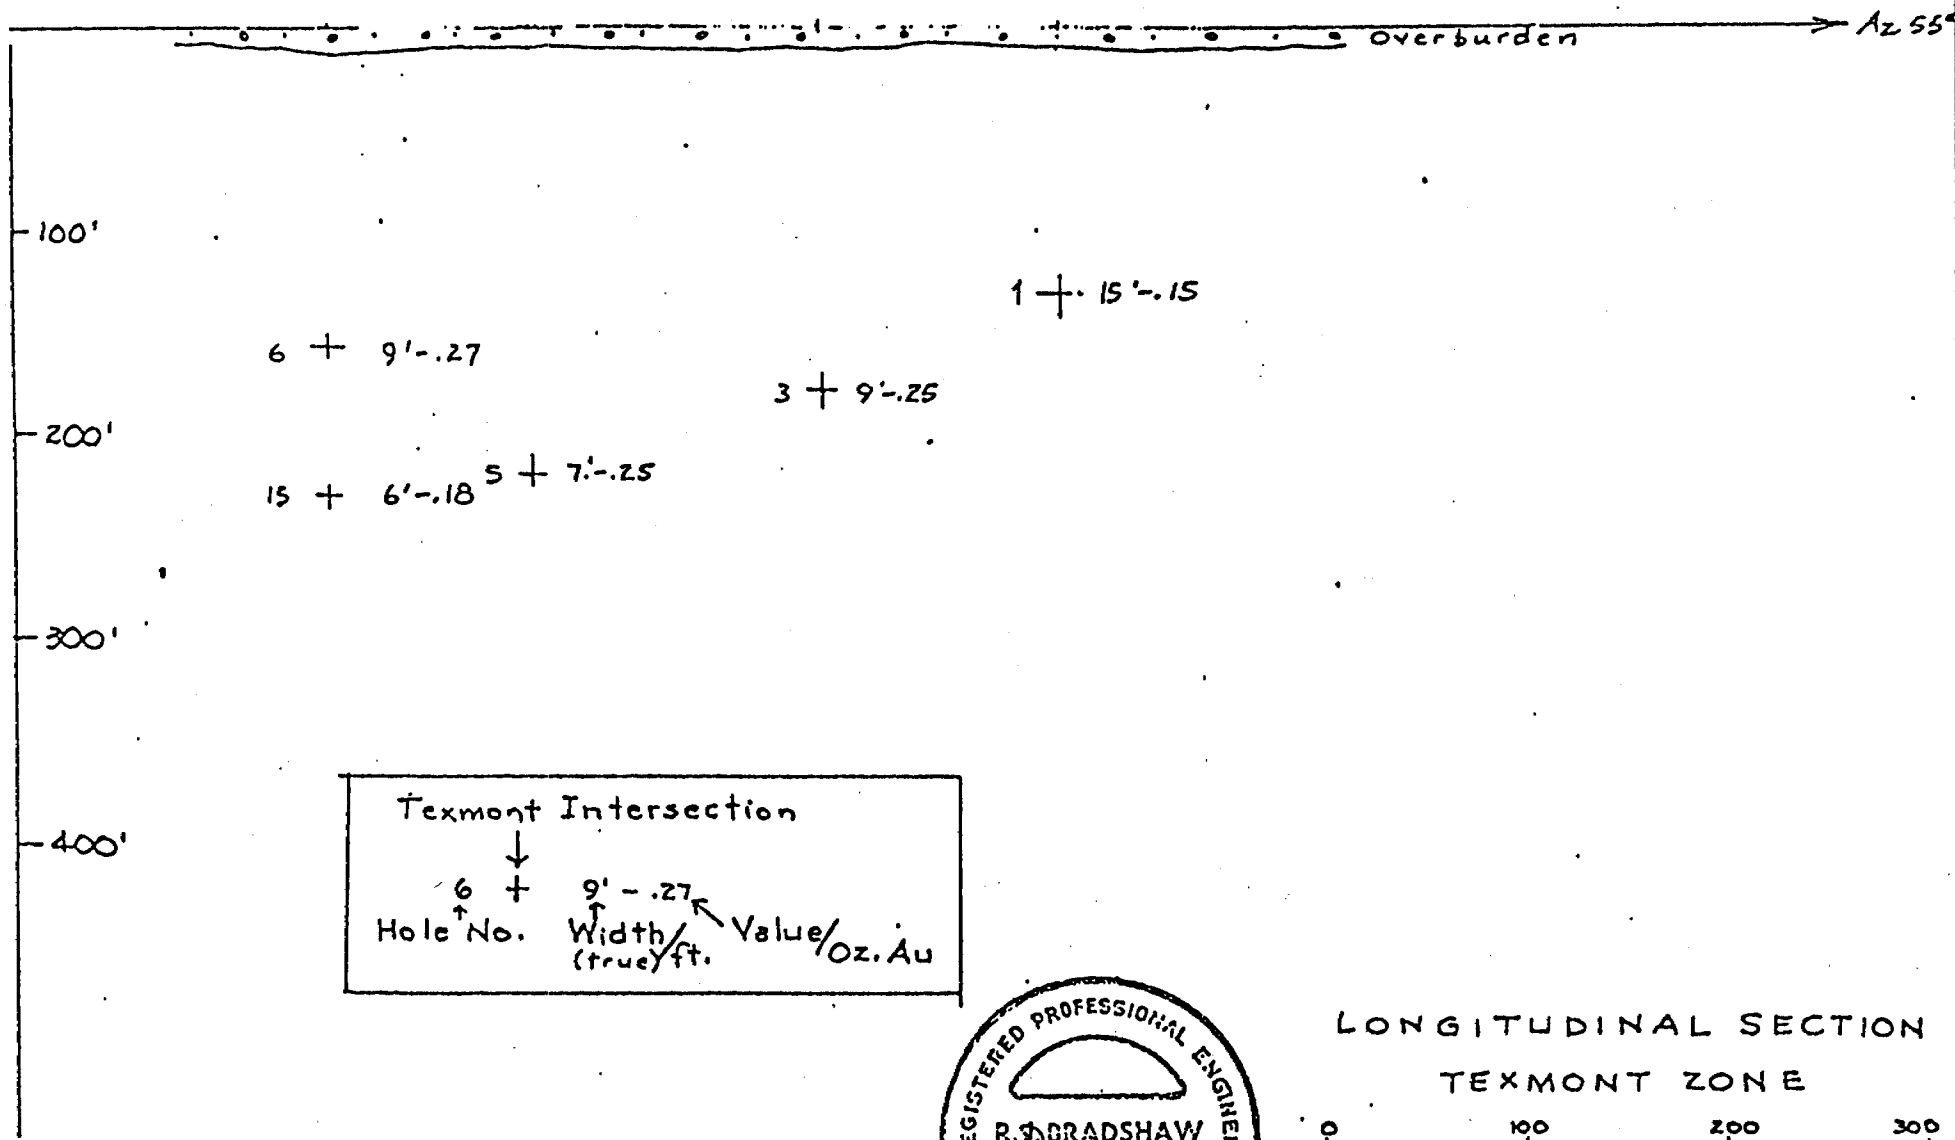 Az 55°
Overburden
100'
1 15'-.15
6 9'-.27
3 9'-.25
200'
5 7'-.25
15 6'-.18
300'
400'
Texmont Intersection
6 + 9' - .27
Hole No. Width/ft. Value/Oz. Au
(true)
REGISTERED PROFESSIONAL ENGINEER
BRADSHAW
LONGITUDINAL SECTION
TEXMONT ZONE
0 100 200 300